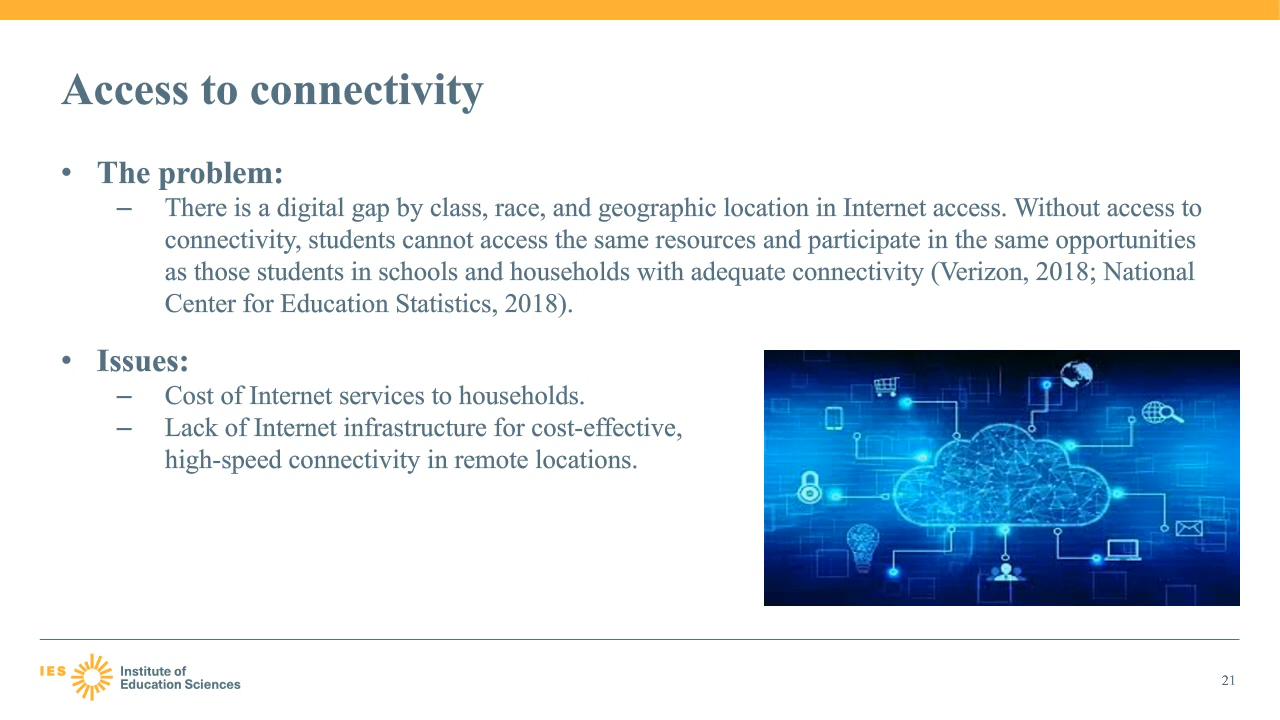 Access to connectivity
• The problem:
– There is a digital gap by class, race, and geographic location in Internet access. Without access to
connectivity, students cannot access the same resources and participate in the same opportunities
as those students in schools and households with adequate connectivity (Verizon, 2018; National
Center for Education Statistics, 2018).
• Issues:
– Cost of Internet services to households.
– Lack of Internet infrastructure for cost-effective,
high-speed connectivity in remote locations.
IES
Institute of
Education Sciences
21